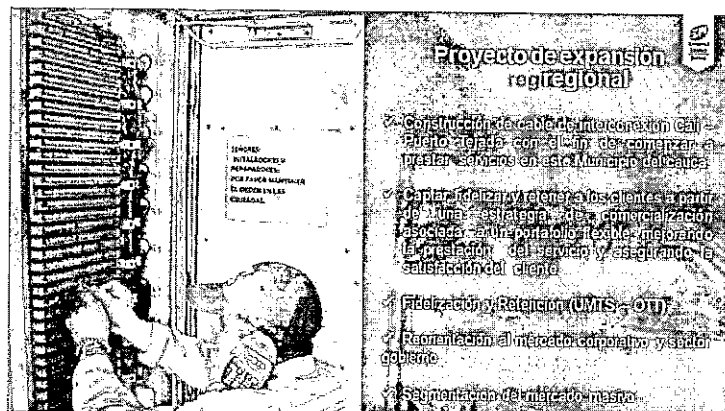 SEÑORES:
INSTALADORES Y
REPARADORES:
POR FAVOR MANTENER
EL ORDEN EN LES
Proyecto de expansión
regregional
✓ Construcción de cable de interconexión Cali –
Puerto Tejada con el fin de comenzar a
prestar servicios en este Municipio del Cauca
✓ Captar, fidelizar y retener a los clientes a partir
de una estrategia de comercialización
asociada a un portafolio flexible mejorando
la prestación del servicio y asegurando la
satisfacción del cliente
✓ Fidelización y Retención (UMTS – OTT)
✓ Reorientación al mercado corporativo y sector
gobierno
✓ Segmentación del mercado masivo